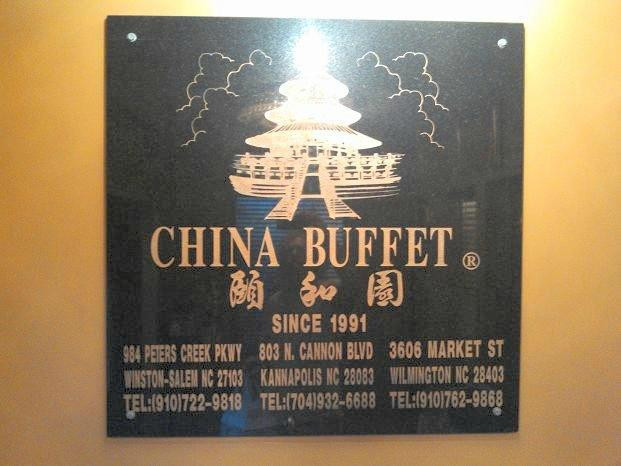 CHINA BUFFET ®
頤和園
SINCE 1991
984 PETERS CREEK PKWY
WINSTON-SALEM NC 27103
TEL:(910)722-9818
803 N. CANNON BLVD
KANNAPOLIS NC 28083
TEL:(704)932-6688
3606 MARKET ST
WILMINGTON NC 28403
TEL:(910)762-9868